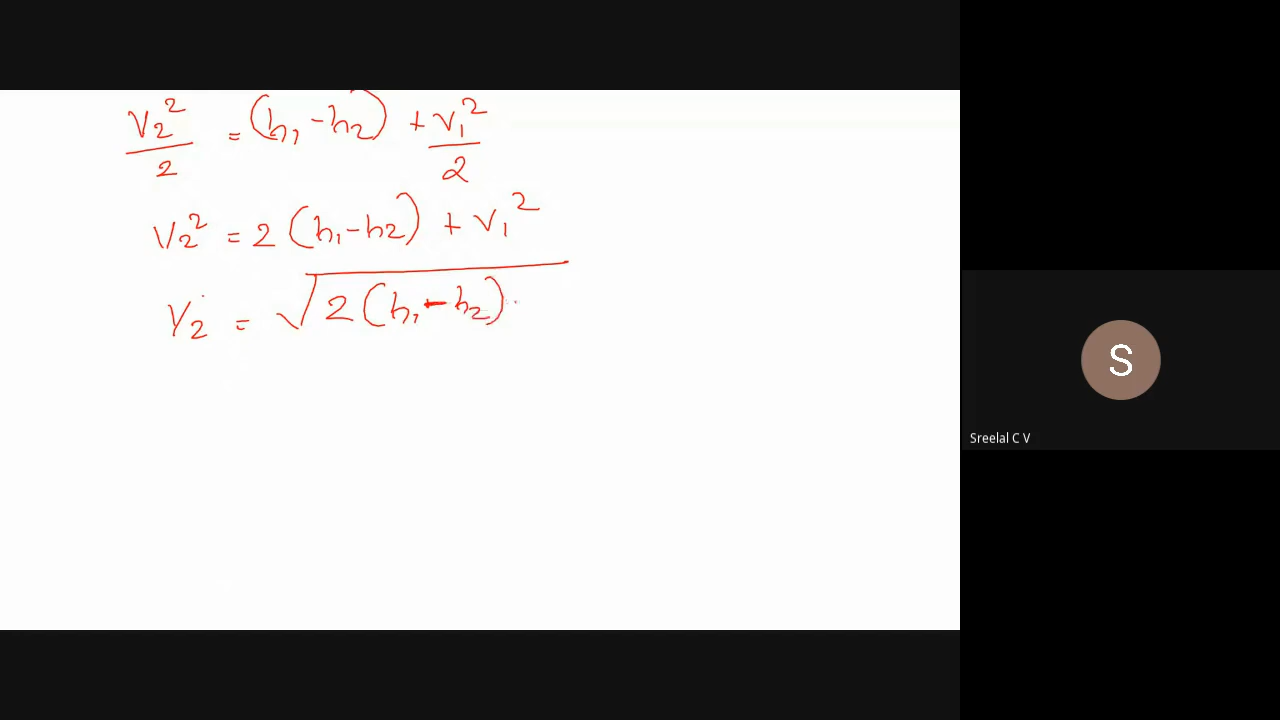 V₂²/2 = (h₁ - h₂) + V₁²/2
V₂² = 2 (h₁ - h₂) + V₁²
V₂ = √2 (h₁ - h₂)
S
Sreelal C V